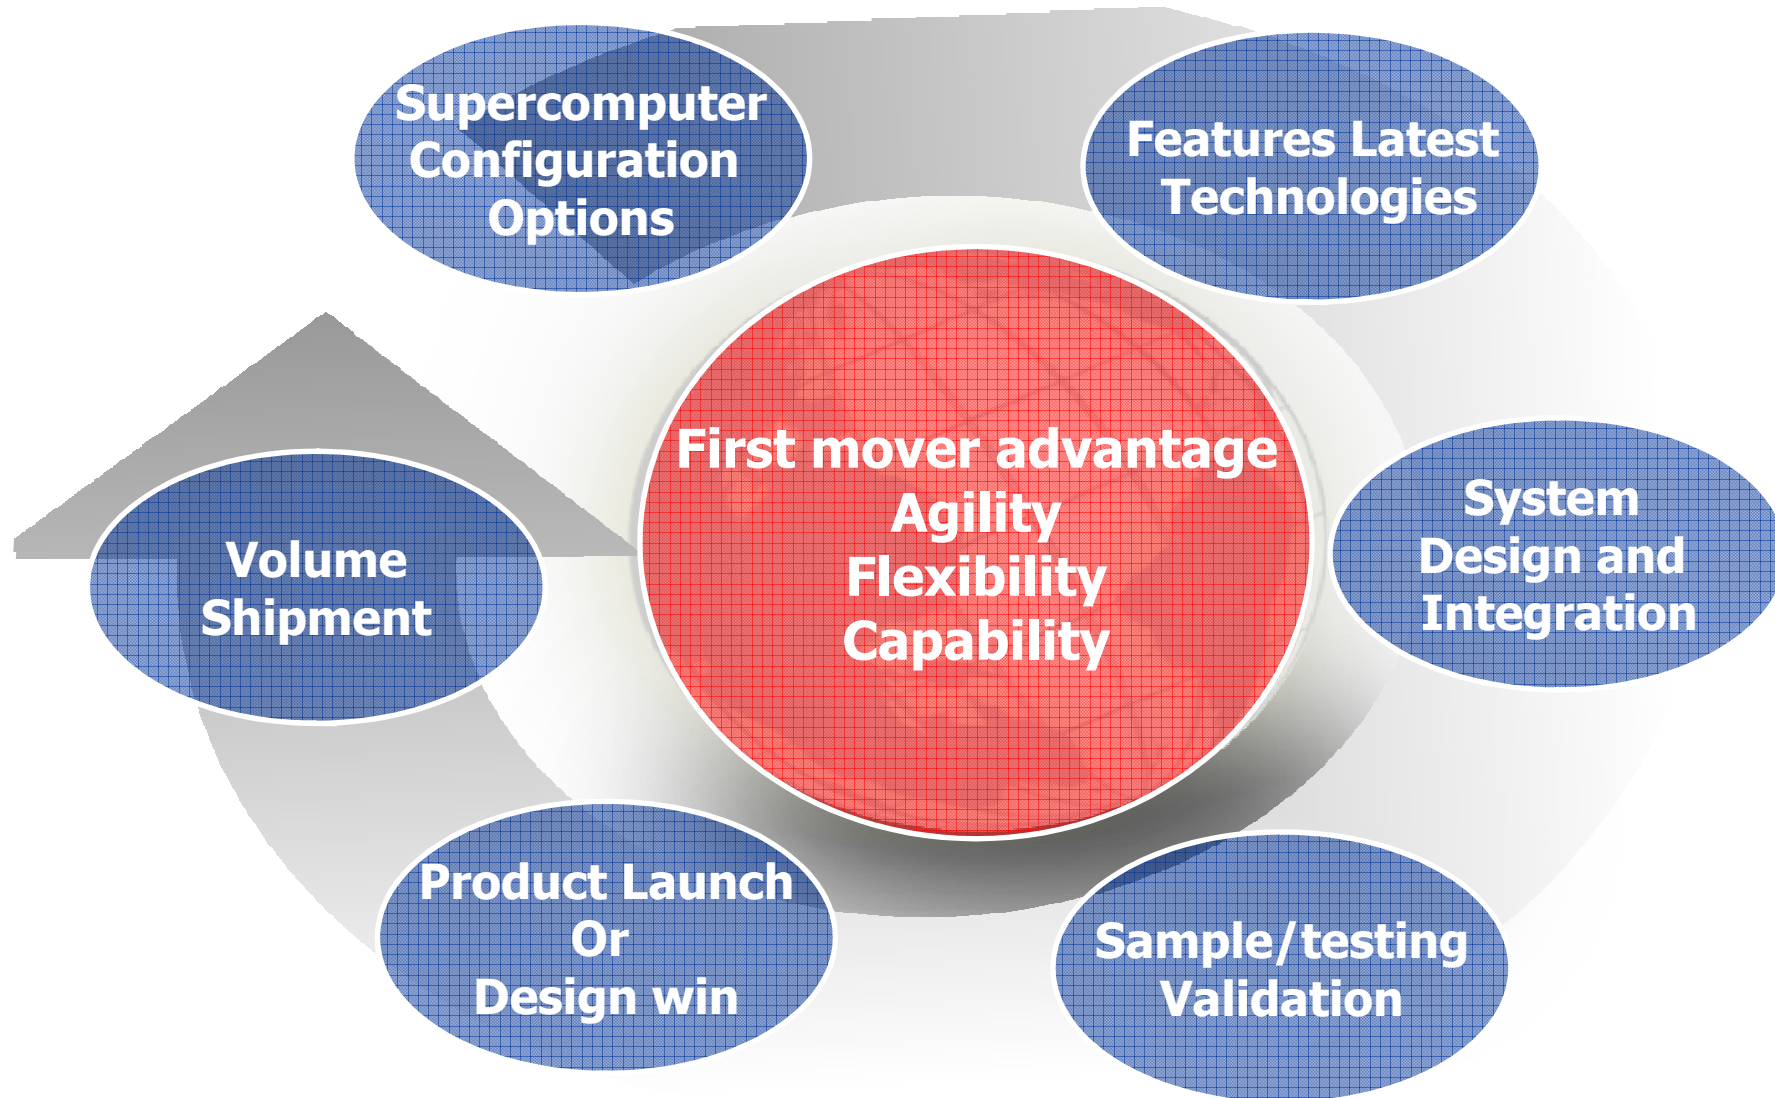 Supercomputer
Configuration
Options
Features Latest
Technologies
First mover advantage
Agility
Flexibility
Capability
System
Design and
Integration
Volume
Shipment
Product Launch
Or
Design win
Sample/testing
Validation